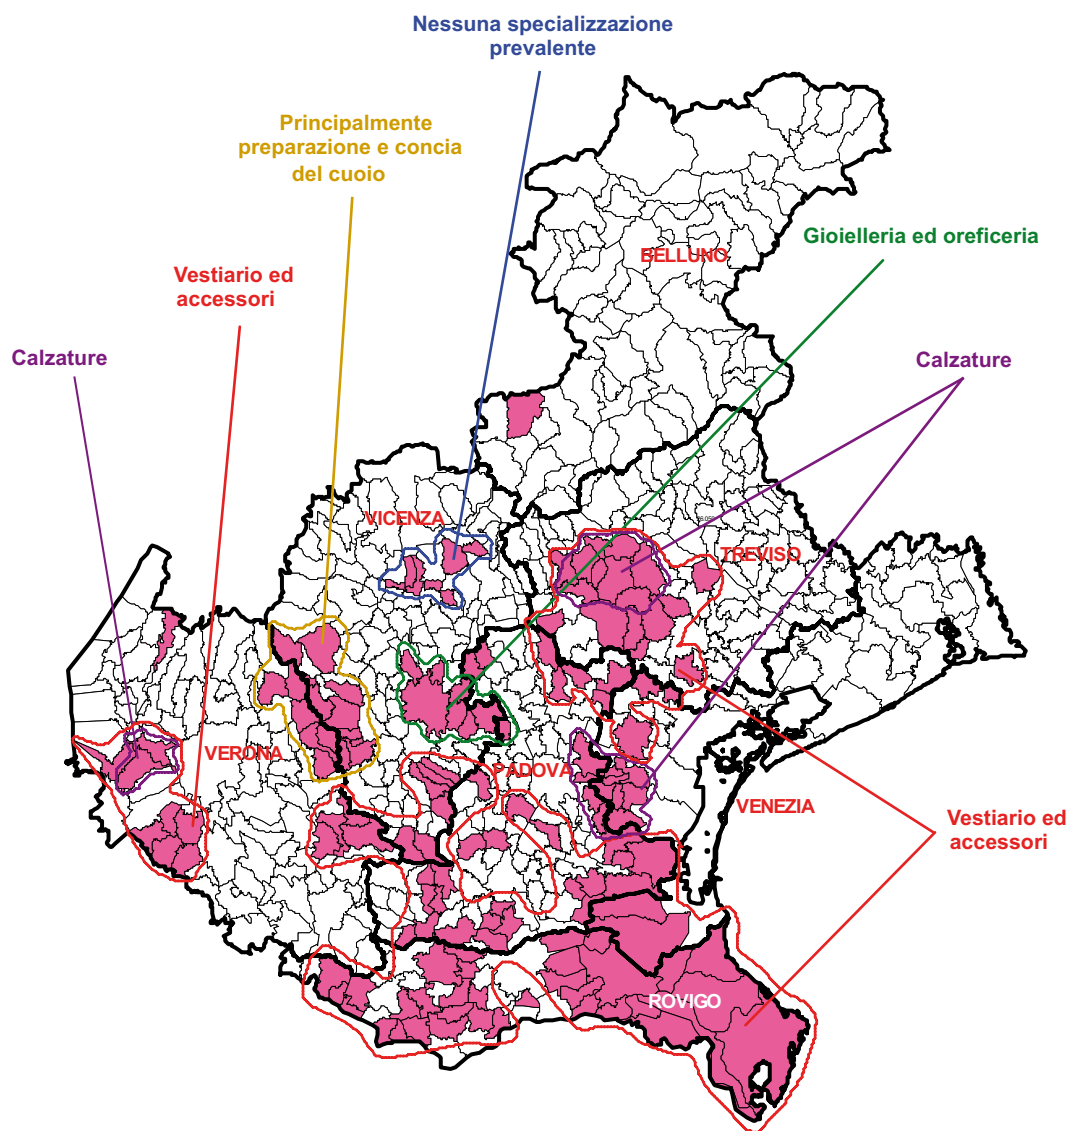 Nessuna specializzazione
prevalente
Principalmente
preparazione e concia
del cuoio
Gioielleria ed oreficeria
BELLUNO
Vestiario ed
accessori
Calzature
Calzature
VICENZA
TREVISO
VERONA
PADOVA
VENEZIA
Vestiario ed
accessori
ROVIGO